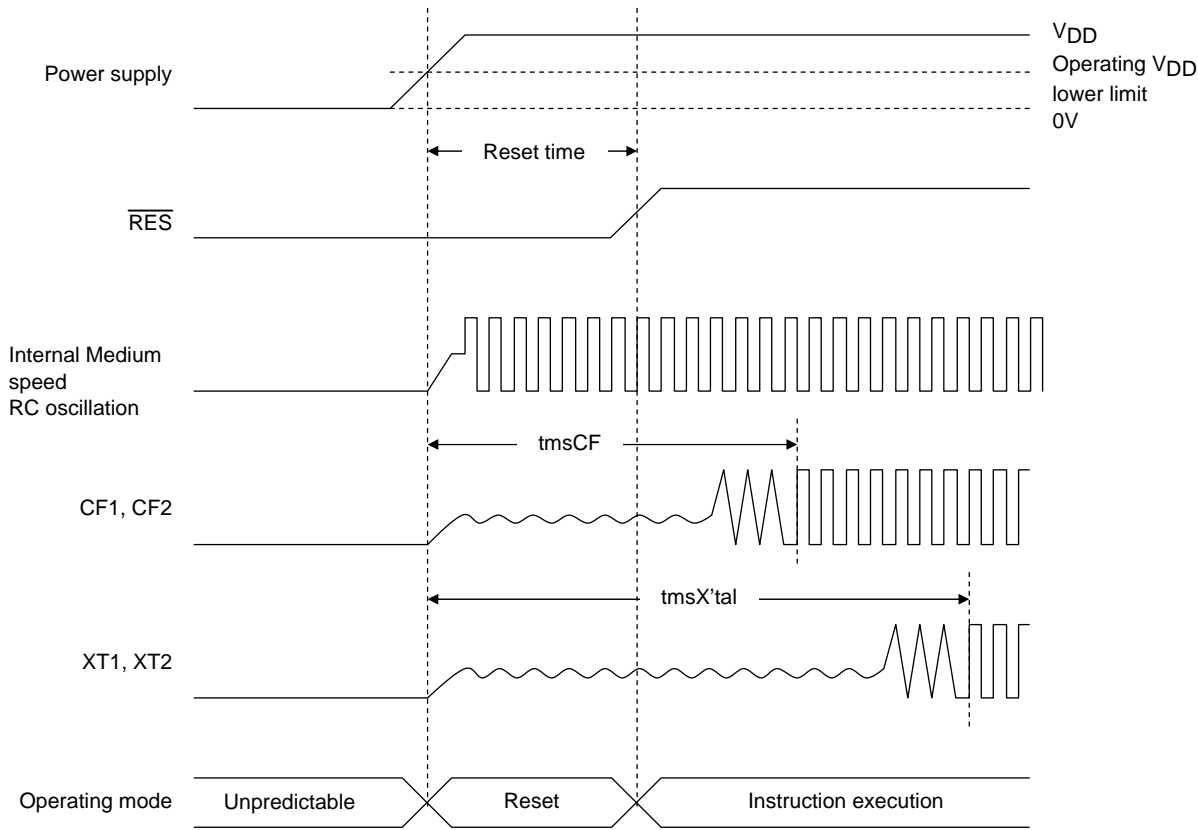 VDD
Power supply
Operating VDD
lower limit
0V
Reset time
RES
Internal Medium
speed
RC oscillation
tmsCF
CF1, CF2
tmsX’tal
XT1, XT2
Operating mode Unpredictable Reset Instruction execution